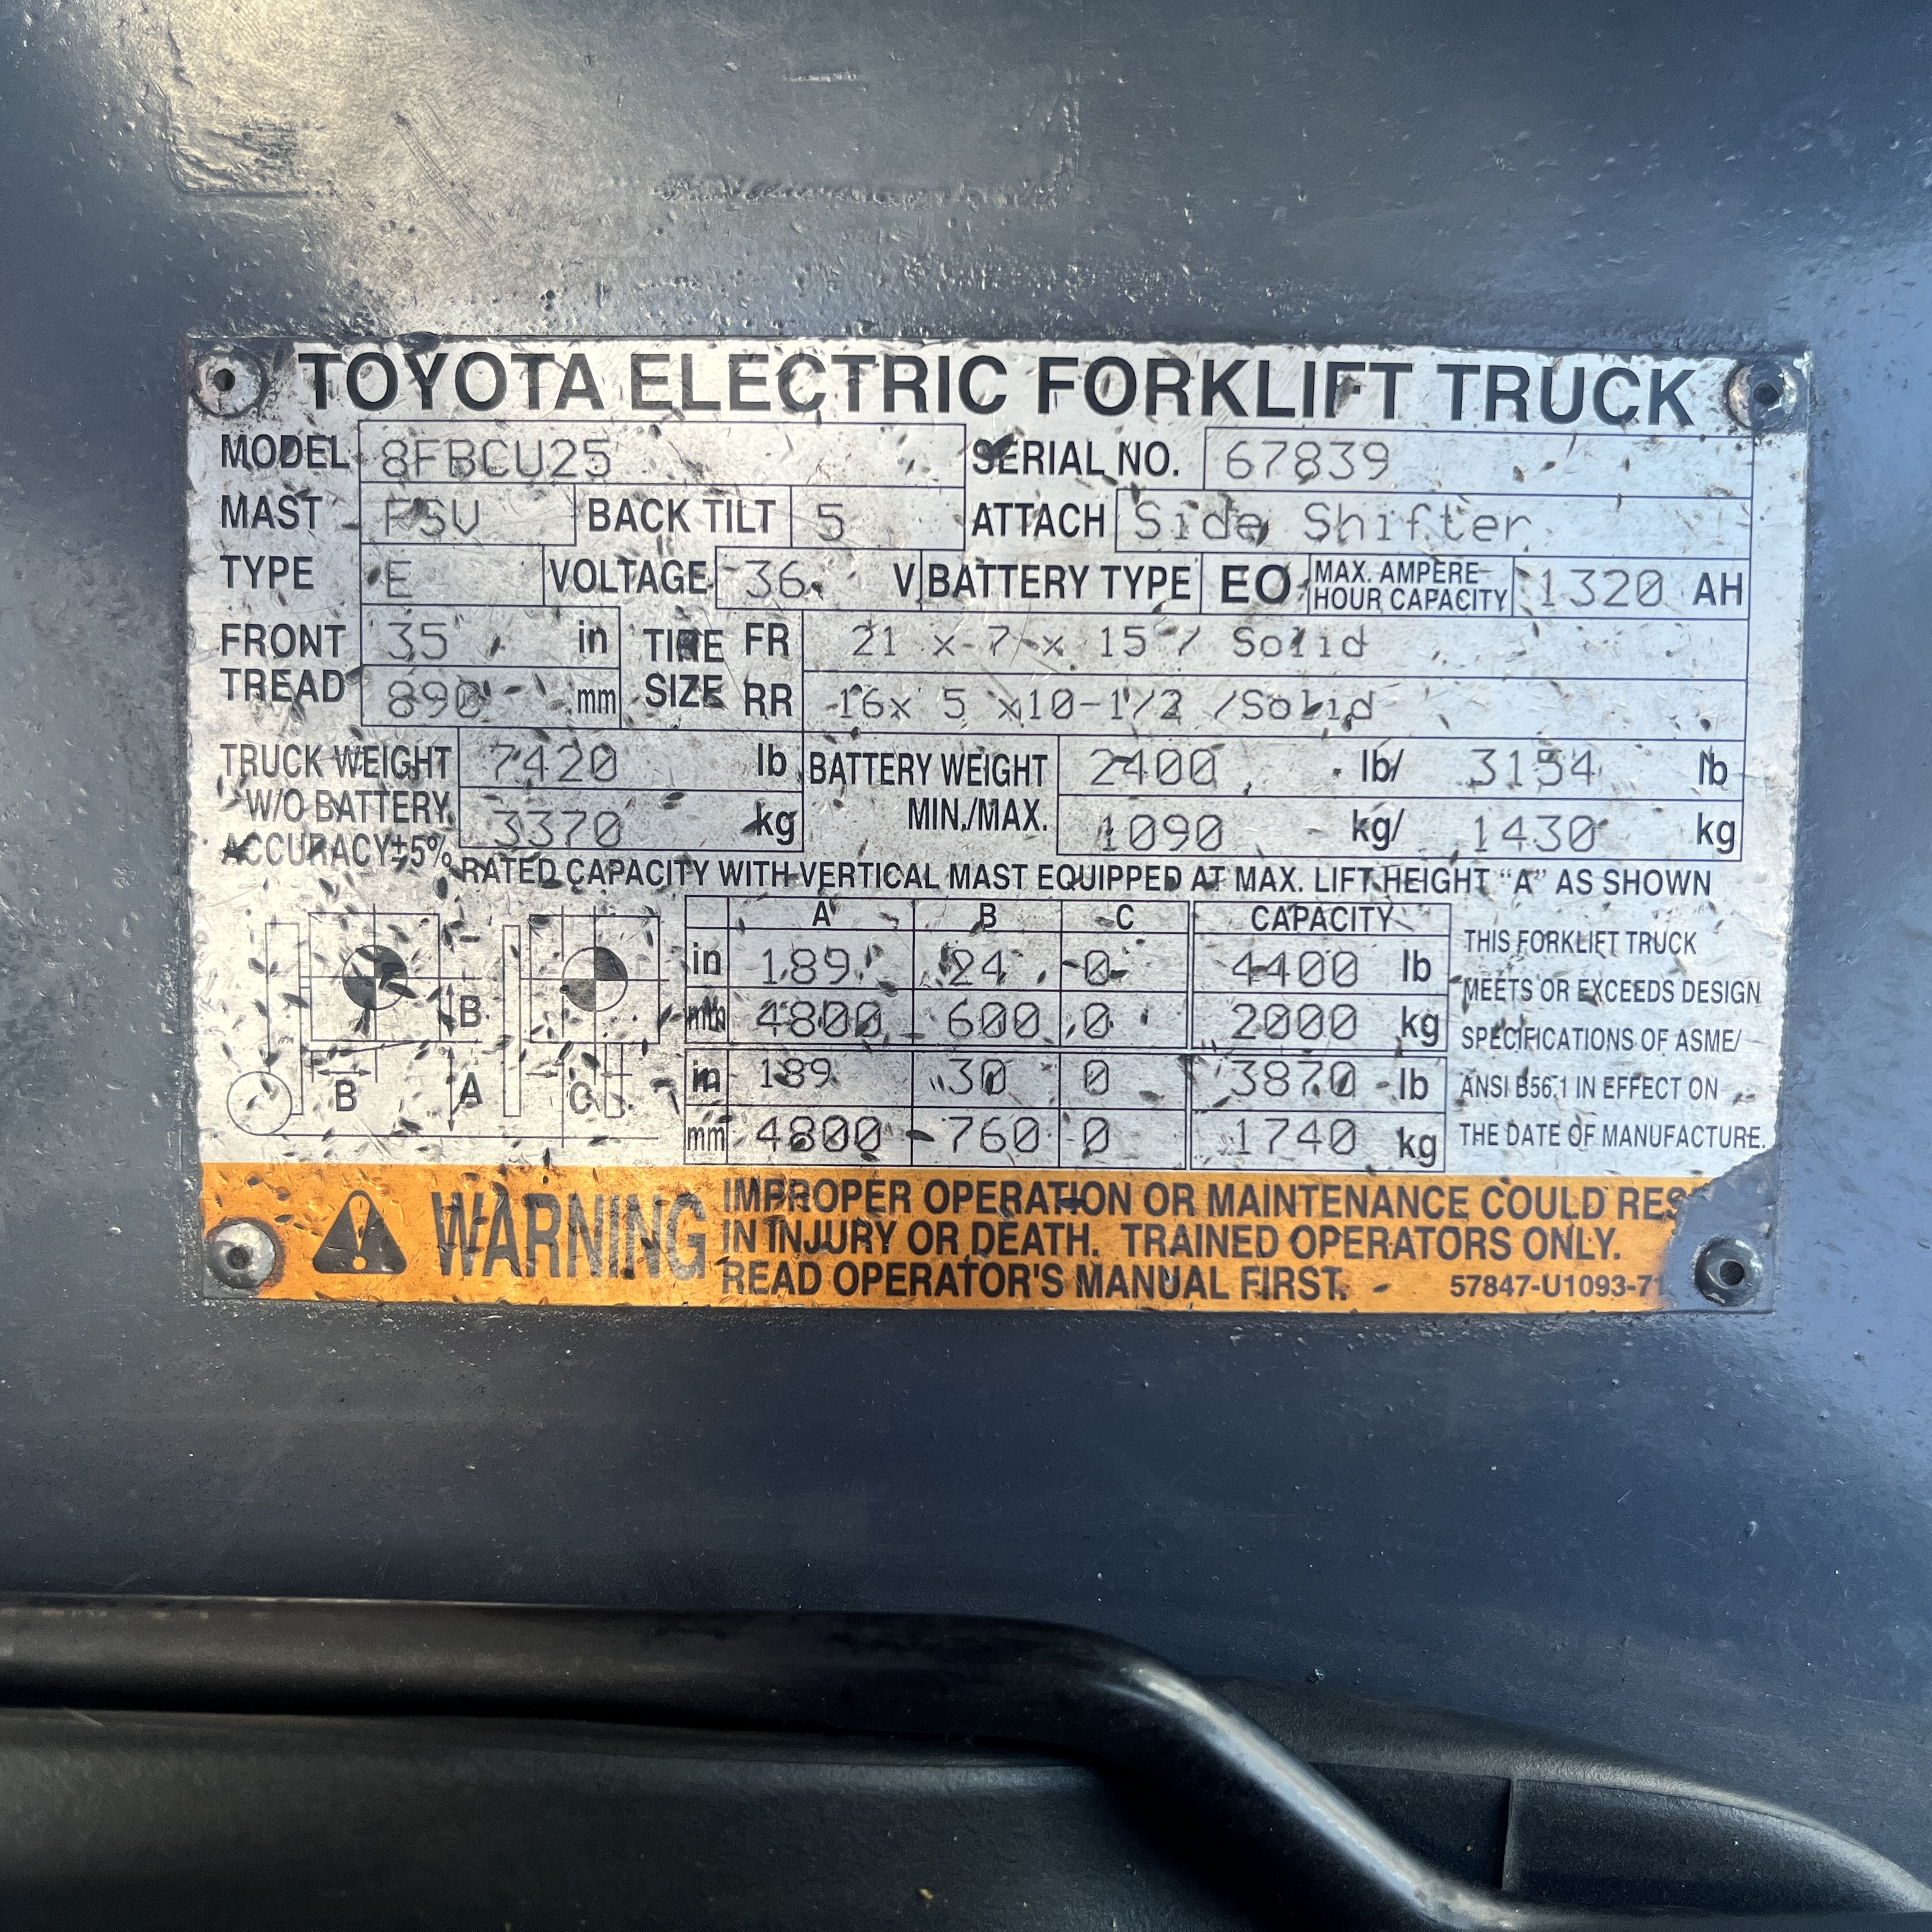 TOYOTA ELECTRIC FORKLIFT TRUCK
MODEL 8FBCU25 SERIAL NO. 67839
MAST FSV BACK TILT 5 ATTACH Side Shifter
TYPE E VOLTAGE 36 V BATTERY TYPE EO MAX. AMPERE HOUR CAPACITY 1320 AH
FRONT TREAD 35 in TIRE SIZE FR 21 x 7 x 15 / Solid
890 mm RR 16x 5 x10-1/2 /Solid
TRUCK WEIGHT 7420 lb BATTERY WEIGHT 2400 lb/ 3154 lb
W/O BATTERY 3370 kg MIN./MAX. 1090 kg/ 1430 kg
ACCURACY±5%
RATED CAPACITY WITH VERTICAL MAST EQUIPPED AT MAX. LIFT HEIGHT “A” AS SHOWN
A B C CAPACITY
in 189 24 0 4400 lb
mm 4800 600 0 2000 kg
in 189 30 0 3870 lb
mm 4800 760 0 1740 kg
B
B A C
THIS FORKLIFT TRUCK
MEETS OR EXCEEDS DESIGN
SPECIFICATIONS OF ASME/
ANSI B56.1 IN EFFECT ON
THE DATE OF MANUFACTURE.
WARNING
IMPROPER OPERATION OR MAINTENANCE COULD RES
IN INJURY OR DEATH. TRAINED OPERATORS ONLY.
READ OPERATOR'S MANUAL FIRST.
57847-U1093-71